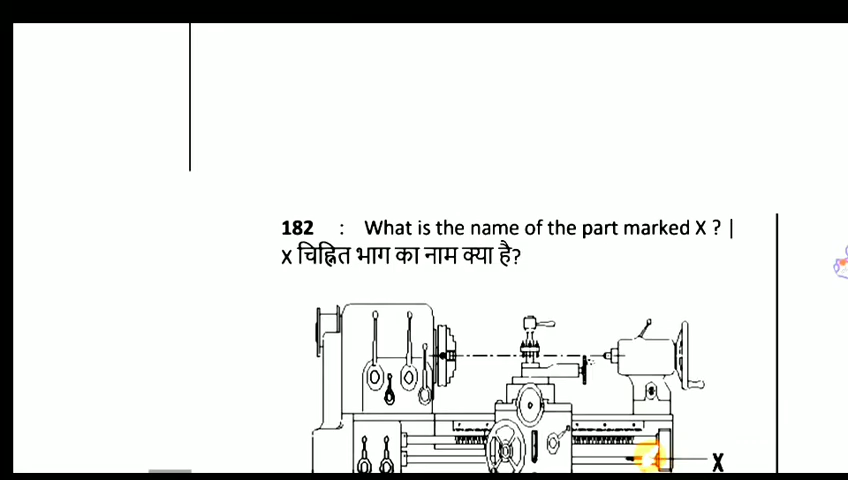 182 : What is the name of the part marked X ? |
X चिह्नित भाग का नाम क्या है?
X